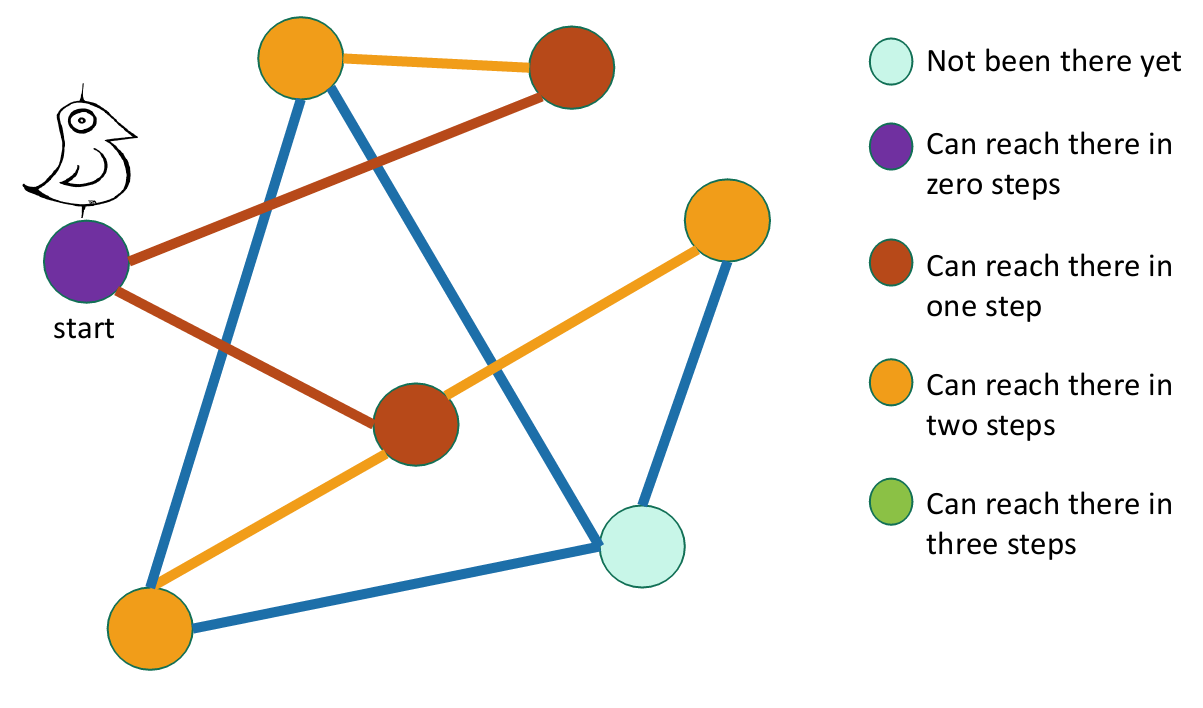 Not been there yet
Can reach there in
zero steps
start
Can reach there in
one step
Can reach there in
two steps
Can reach there in
three steps